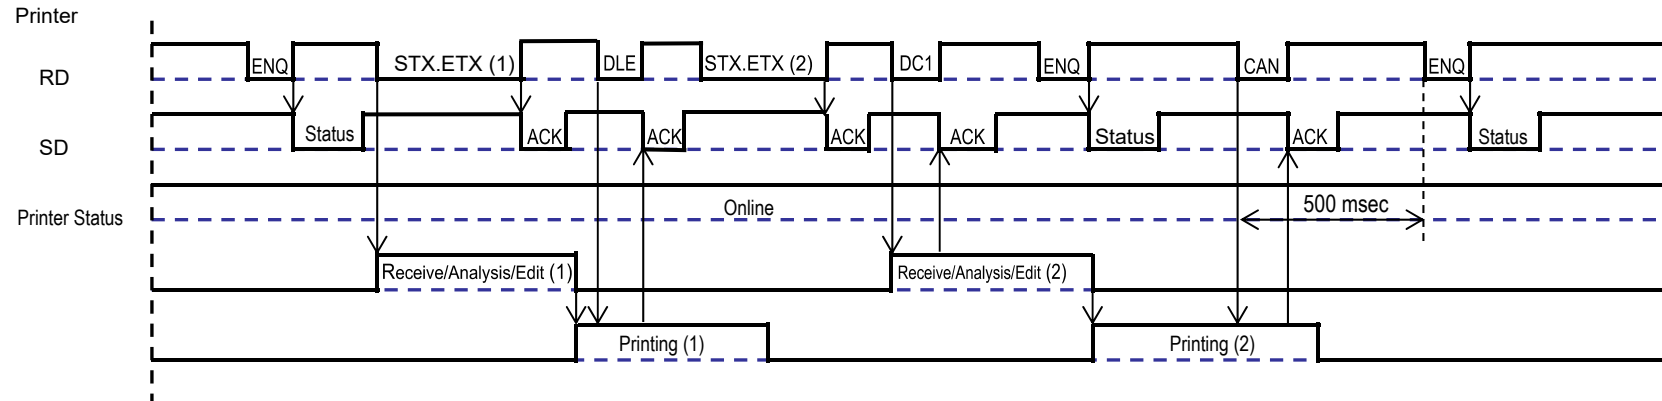 Printer
RD
ENQ
STX.ETX (1)
DLE
STX.ETX (2)
DC1
ENQ
CAN
ENQ
SD
Status
ACK
ACK
ACK
ACK
Status
ACK
Status
Printer Status
Online
500 msec
Receive/Analysis/Edit (1)
Receive/Analysis/Edit (2)
Printing (1)
Printing (2)